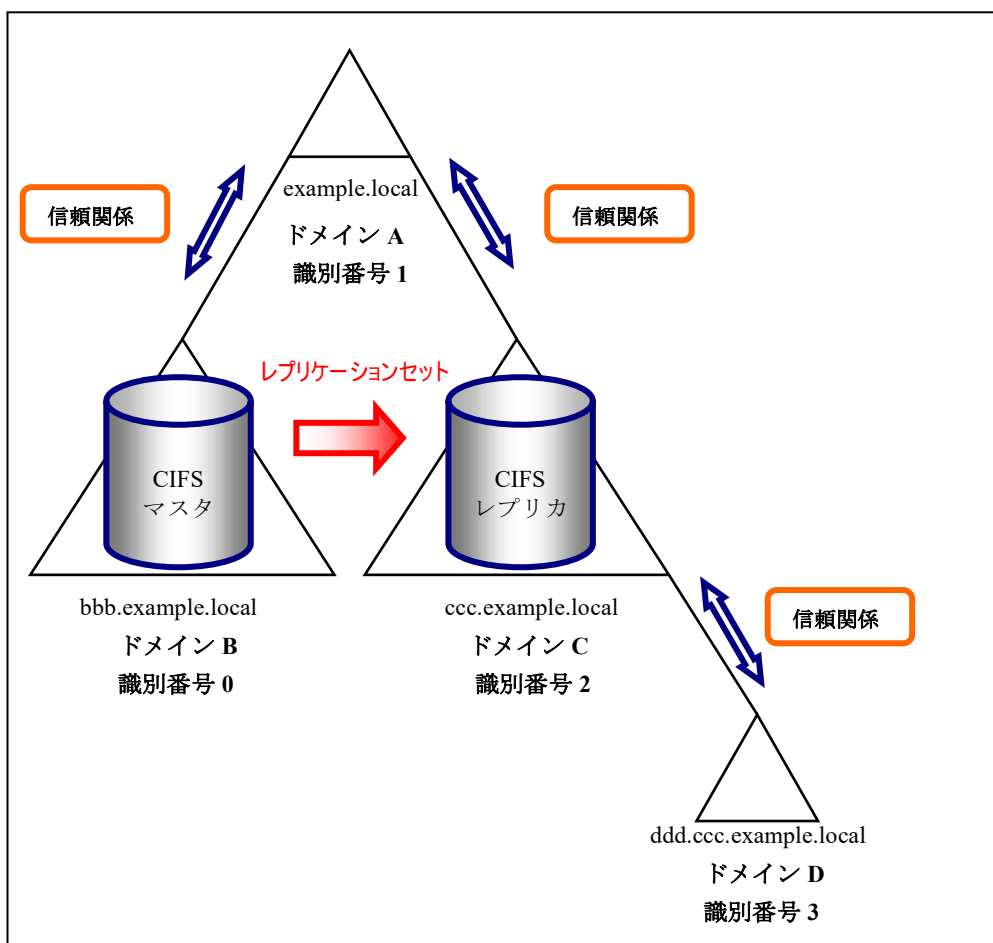 信頼関係
信頼関係
example.local
ドメイン A
識別番号 1
レプリケーションセット
CIFS
マスタ
CIFS
レプリカ
bbb.example.local
ドメイン B
識別番号 0
ccc.example.local
ドメイン C
識別番号 2
信頼関係
ddd.ccc.example.local
ドメイン D
識別番号 3